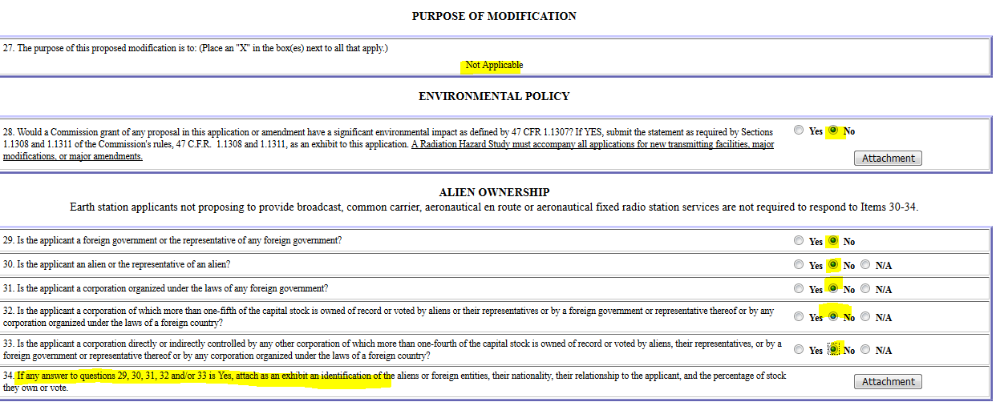 PURPOSE OF MODIFICATION
27. The purpose of this proposed modification is to: (Place an "X" in the box(es) next to all that apply.)
Not Applicable
ENVIRONMENTAL POLICY
28. Would a Commission grant of any proposal in this application or amendment have a significant environmental impact as defined by 47 CFR 1.1307? If YES, submit the statement as required by Sections
1.1308 and 1.1311 of the Commission's rules, 47 C.F.R. 1.1308 and 1.1311, as an exhibit to this application. A Radiation Hazard Study must accompany all applications for new transmitting facilities, major
modifications, or major amendments.
Yes No
Attachment
ALIEN OWNERSHIP
Earth station applicants not proposing to provide broadcast, common carrier, aeronautical en route or aeronautical fixed radio station services are not required to respond to Items 30-34.
29. Is the applicant a foreign government or the representative of any foreign government?
Yes No
30. Is the applicant an alien or the representative of an alien?
Yes No N/A
31. Is the applicant a corporation organized under the laws of any foreign government?
Yes No N/A
32. Is the applicant a corporation of which more than one-fifth of the capital stock is owned of record or voted by aliens or their representatives or by a foreign government or representative thereof or by any
corporation organized under the laws of a foreign country?
Yes No N/A
33. Is the applicant a corporation directly or indirectly controlled by any other corporation of which more than one-fourth of the capital stock is owned of record or voted by aliens, their representatives, or by a
foreign government or representative thereof or by any corporation organized under the laws of a foreign country?
Yes No N/A
34. If any answer to questions 29, 30, 31, 32 and/or 33 is Yes, attach as an exhibit an identification of the aliens or foreign entities, their nationality, their relationship to the applicant, and the percentage of stock
they own or vote.
Attachment